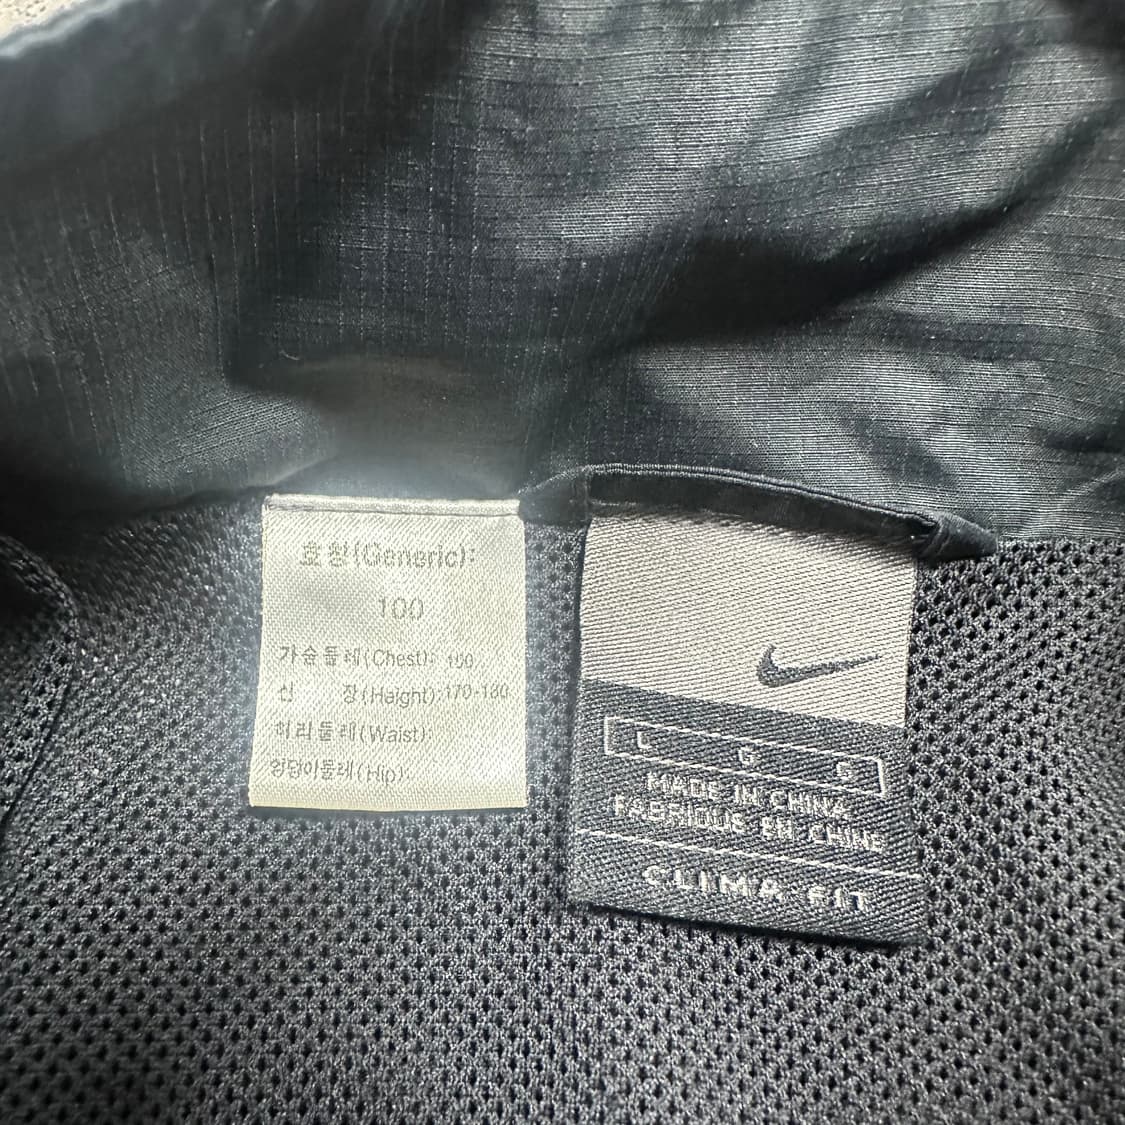 호칭(Generic):
100
가슴둘레(Chest): 100
신 장(Haight):170-180
허리둘레(Waist):
엉덩이둘레(Hip):
L G G
MADE IN CHINA
FABRIQUE EN CHINE
CLIMA-FIT